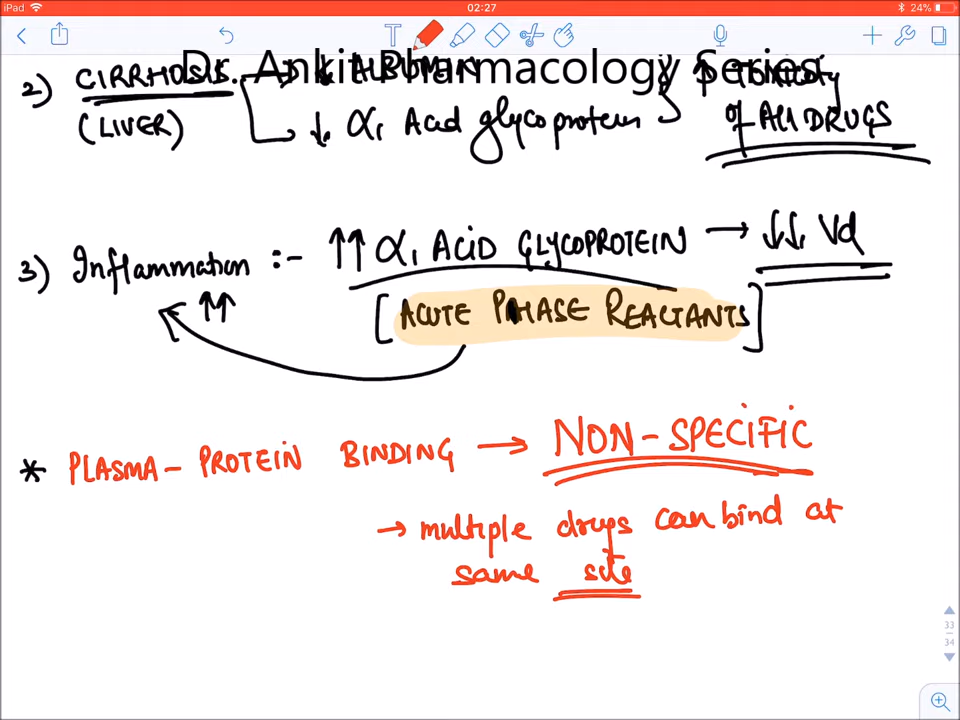 iPad 02:27 24%
Dr. Ankit Pharmacology Series
2) CIRRHOSIS → ↓ ALBUMIN ↑ Toxicity
(LIVER) ↓ α1 Acid glycoprotein of All DRUGS
3) Inflammation :- ↑↑ α1 ACID GLYCOPROTEIN → ↓↓ Vd
↑↑ [ACUTE PHASE REACTANTS]
* PLASMA-PROTEIN BINDING → NON-SPECIFIC
→ multiple drugs can bind at
same site
33
34